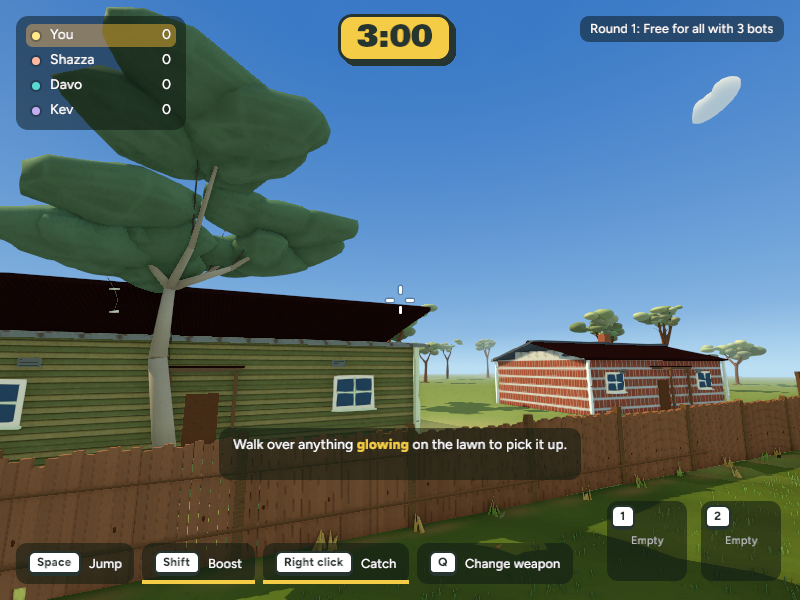 You 0
Shazza 0
Davo 0
Kev 0
3:00
Round 1: Free for all with 3 bots
Walk over anything glowing on the lawn to pick it up.
1
Empty
2
Empty
Space Jump
Shift Boost
Right click Catch
Q Change weapon